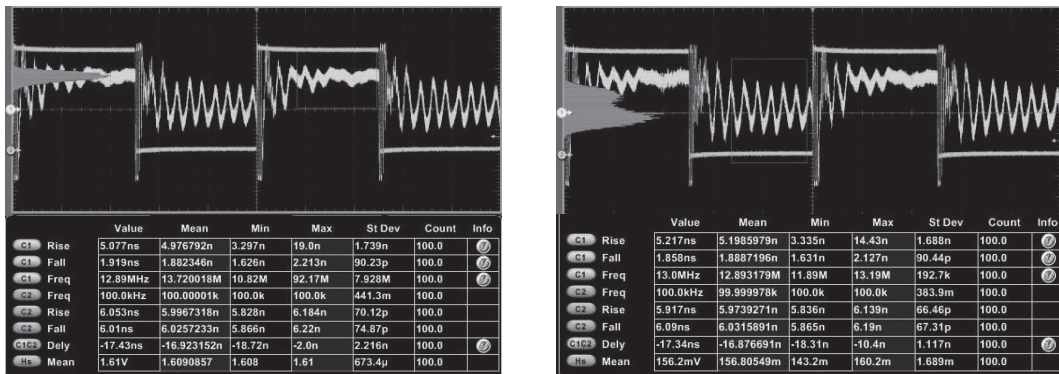 Value Mean Min Max St Dev Count Info
C1 Rise 5.077ns 4.976792n 3.297n 19.0n 1.739n 100.0
C1 Fall 1.919ns 1.882346n 1.626n 2.213n 90.23p 100.0
C1 Freq 12.89MHz 13.720018M 10.82M 92.17M 7.928M 100.0
C2 Freq 100.0kHz 100.00001k 100.0k 100.0k 441.3m 100.0
C2 Rise 6.053ns 5.9967318n 5.828n 6.184n 70.12p 100.0
C2 Fall 6.01ns 6.0257233n 5.866n 6.22n 74.87p 100.0
C1C2 Dely -17.43ns -16.923152n -18.72n -2.0n 2.216n 100.0
Hs Mean 1.61V 1.6090857 1.608 1.61 673.4µ 100.0
Value Mean Min Max St Dev Count Info
C1 Rise 5.217ns 5.1985979n 3.335n 14.43n 1.688n 100.0
C1 Fall 1.858ns 1.8887196n 1.631n 2.127n 90.44p 100.0
C1 Freq 13.0MHz 12.893179M 11.89M 13.19M 192.7k 100.0
C2 Freq 100.0kHz 99.999978k 100.0k 100.0k 383.9m 100.0
C2 Rise 5.917ns 5.9739271n 5.836n 6.139n 66.46p 100.0
C2 Fall 6.09ns 6.0315891n 5.865n 6.19n 67.31p 100.0
C1C2 Dely -17.34ns -16.876691n -18.31n -10.4n 1.117n 100.0
Hs Mean 156.2mV 156.80549m 143.2m 160.2m 1.689m 100.0